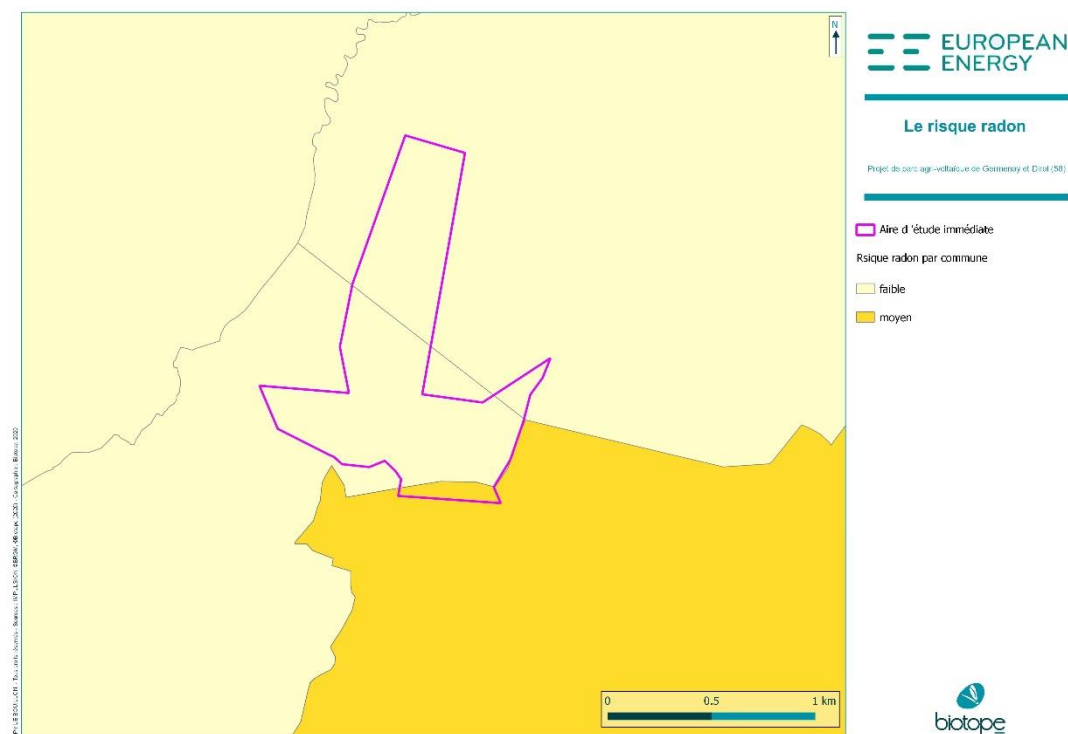 N
EUROPEAN
ENERGY
Le risque radon
Projet de parc agri-voltaïque de Germenay et Dirol (58)
Aire d 'étude immédiate
Rsique radon par commune
faible
moyen
0
0.5
1 km
biotope